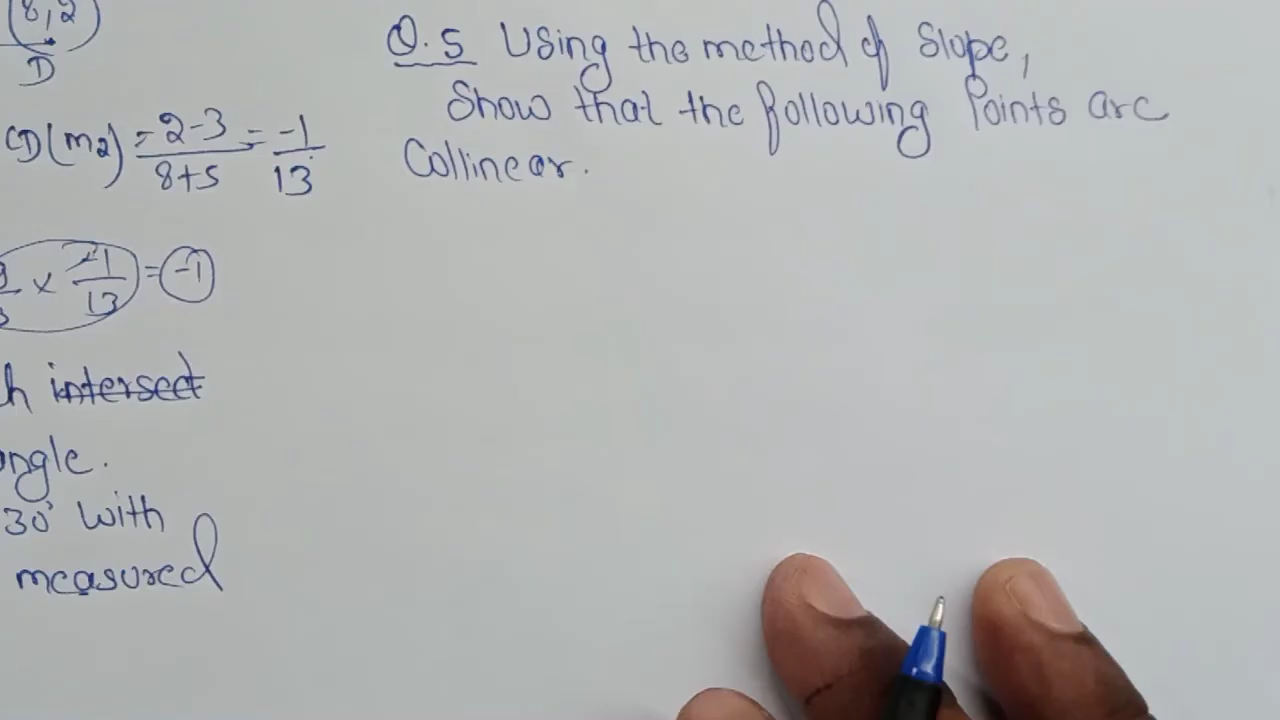 (8,2)
D
CD(m2) = 2-3 / 8+5 = -1 / 13
× -1 / 13 = -1
intersect
angle.
30° with
measured
Q.5 Using the method of Slope,
Show that the following Points are
Collinear.